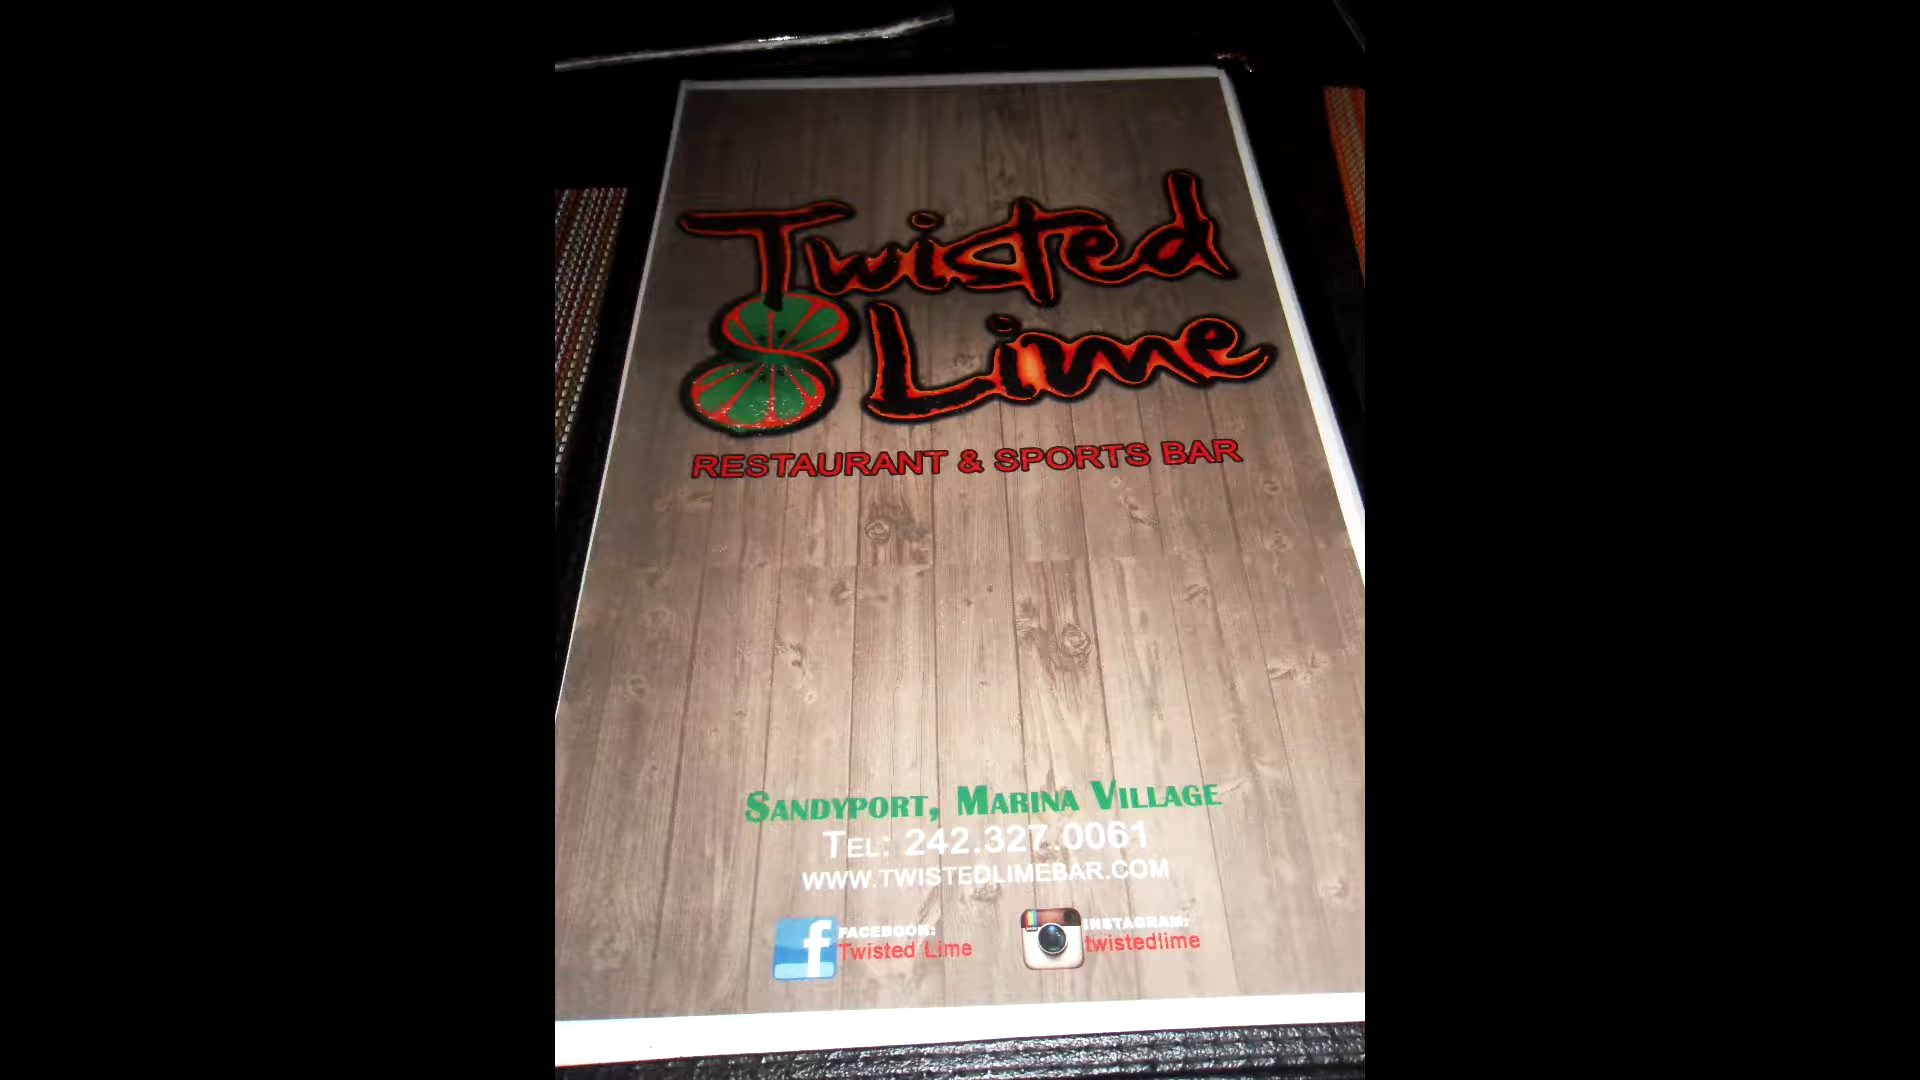 Twisted
Lime
RESTAURANT & SPORTS BAR
SANDYPORT, MARINA VILLAGE
TEL: 242.327.0061
WWW.TWISTEDLIMEBAR.COM
FACEBOOK:
Twisted Lime
INSTAGRAM:
twistedlime